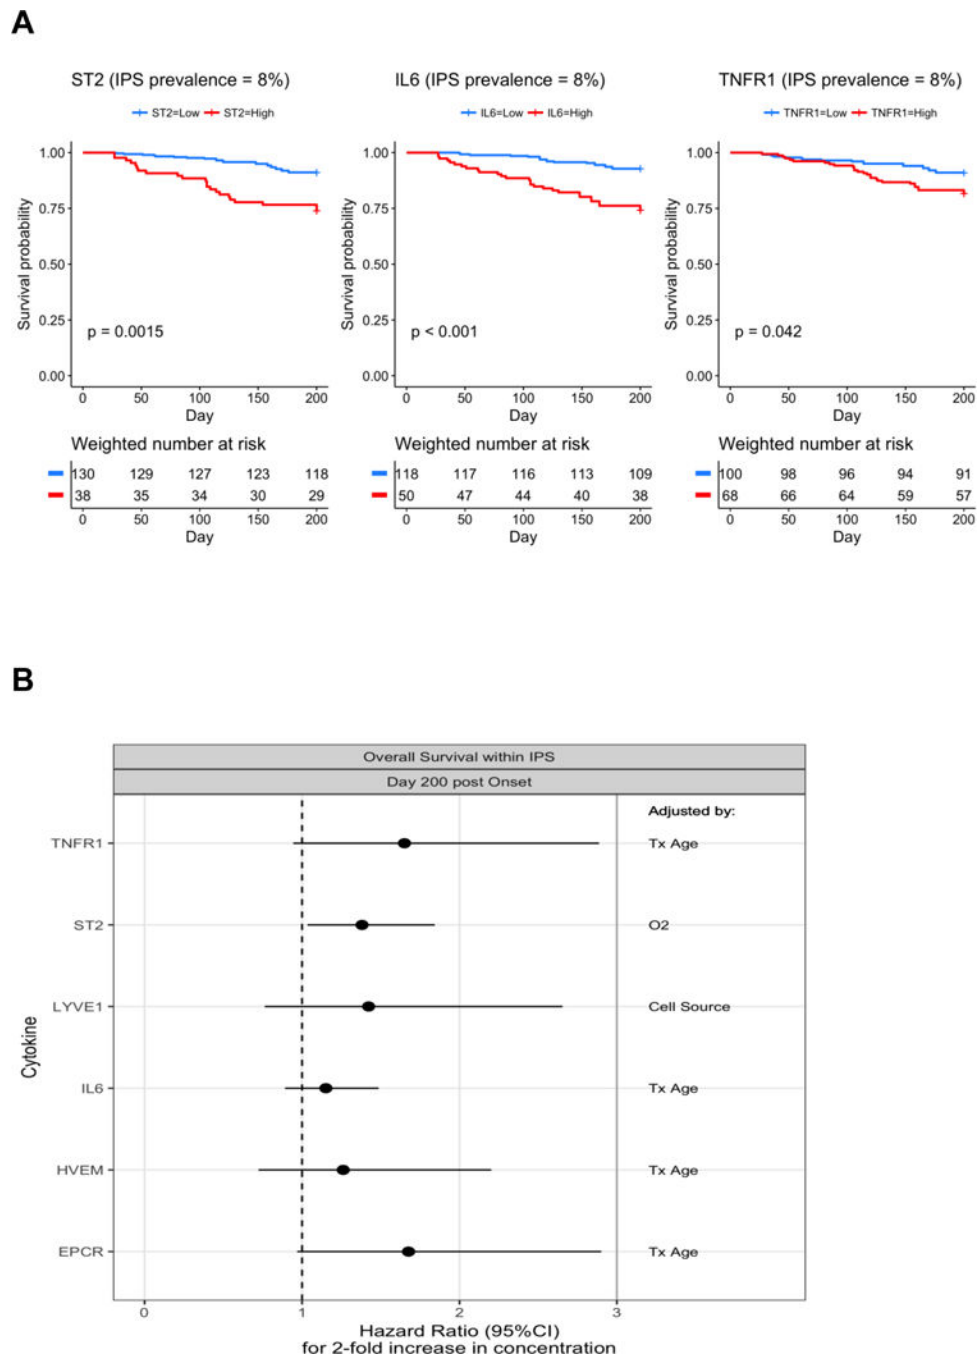 A
ST2 (IPS prevalence = 8%)
ST2=Low ST2=High
Survival probability
1.00
0.75
0.50
0.25
0.00
p = 0.0015
0 50 100 150 200
Day
Weighted number at risk
130 129 127 123 118
38 35 34 30 29
0 50 100 150 200
Day
IL6 (IPS prevalence = 8%)
IL6=Low IL6=High
Survival probability
1.00
0.75
0.50
0.25
0.00
p < 0.001
0 50 100 150 200
Day
Weighted number at risk
118 117 116 113 109
50 47 44 40 38
0 50 100 150 200
Day
TNFR1 (IPS prevalence = 8%)
TNFR1=Low TNFR1=High
Survival probability
1.00
0.75
0.50
0.25
0.00
p = 0.042
0 50 100 150 200
Day
Weighted number at risk
100 98 96 94 91
68 66 64 59 57
0 50 100 150 200
Day
B
Overall Survival within IPS
Day 200 post Onset
Adjusted by:
Cytokine
TNFR1 Tx Age
ST2 O2
LYVE1 Cell Source
IL6 Tx Age
HVEM Tx Age
EPCR Tx Age
0 1 2 3
Hazard Ratio (95%CI)
for 2-fold increase in concentration